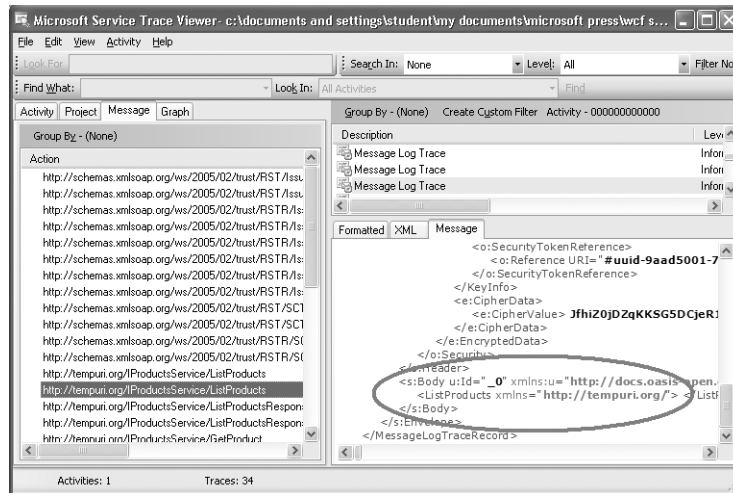 Microsoft Service Trace Viewer- c:\documents and settings\student\my documents\microsoft press\wcf s...
File Edit View Activity Help
Look For
Search In: None
Level: All
Filter No
Find What:
Look In: All Activities
Find
Activity Project Message Graph
Group By - (None)
Action
http://schemas.xmlsoap.org/ws/2005/02/trust/RST/Issu
http://schemas.xmlsoap.org/ws/2005/02/trust/RST/Issu
http://schemas.xmlsoap.org/ws/2005/02/trust/RSTR/Is
http://schemas.xmlsoap.org/ws/2005/02/trust/RSTR/Is
http://schemas.xmlsoap.org/ws/2005/02/trust/RST/Issu
http://schemas.xmlsoap.org/ws/2005/02/trust/RST/Issu
http://schemas.xmlsoap.org/ws/2005/02/trust/RSTR/Is
http://schemas.xmlsoap.org/ws/2005/02/trust/RSTR/Is
http://schemas.xmlsoap.org/ws/2005/02/trust/RST/SCT
http://schemas.xmlsoap.org/ws/2005/02/trust/RST/SCT
http://schemas.xmlsoap.org/ws/2005/02/trust/RSTR/S
http://schemas.xmlsoap.org/ws/2005/02/trust/RSTR/S
http://tempuri.org/IProductsService/ListProducts
http://tempuri.org/IProductsService/ListProducts
http://tempuri.org/IProductsService/ListProductsRespon
http://tempuri.org/IProductsService/ListProductsRespon
http://tempuri.org/IProductsService/GetProduct
Group By - (None) Create Custom Filter Activity - 000000000000
Description Leve
Message Log Trace Inforr
Message Log Trace Inforr
Message Log Trace Inforr
Formatted XML Message
<o:SecurityTokenReference>
<o:Reference URI="#uuid-9aad5001-7
</o:SecurityTokenReference>
</KeyInfo>
<e:CipherData>
<e:CipherValue> JfhiZ0jDZqKKSG5DCjeR1
</e:CipherData>
</e:EncryptedData>
</o:Security>
</s:Header>
<s:Body u:Id="_0" xmlns:u="http://docs.oasis-open.
<ListProducts xmlns="http://tempuri.org/"> </ListF
</s:Body>
</s:Envelope>
</MessageLogTraceRecord>
Activities: 1 Traces: 34